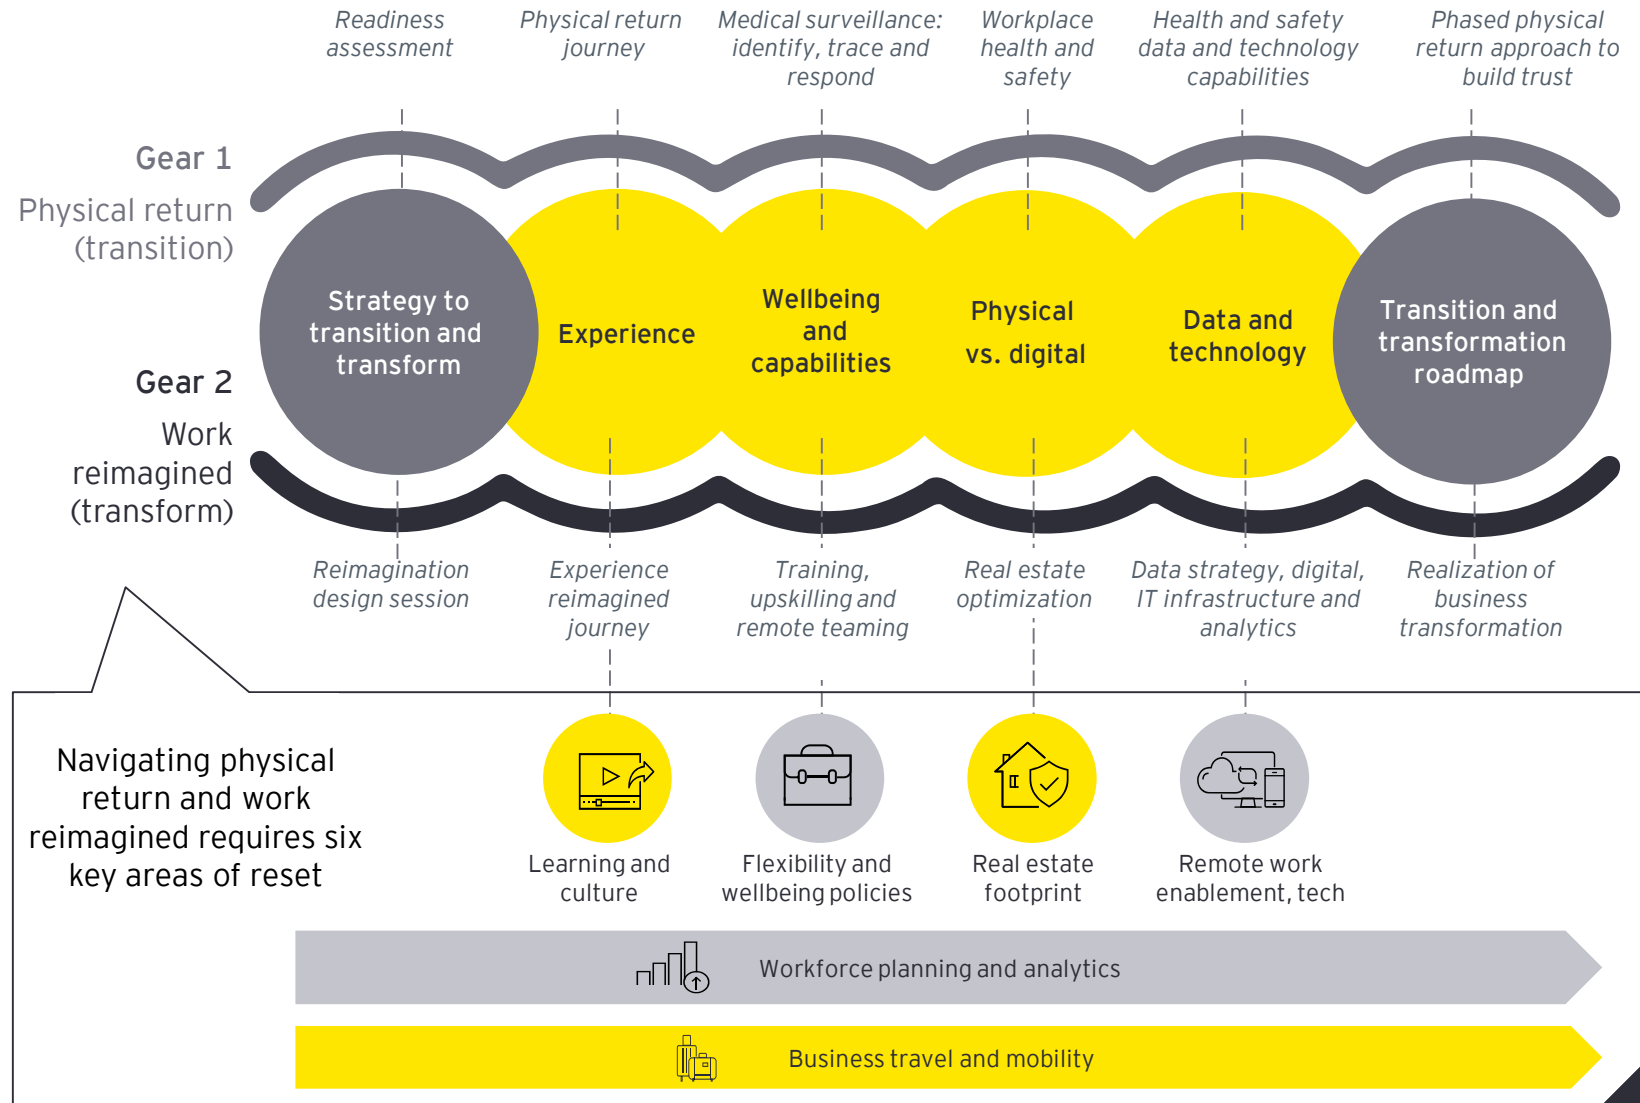 Readiness
assessment
Physical return
journey
Medical surveillance:
identify, trace and
respond
Workplace
health and
safety
Health and safety
data and technology
capabilities
Phased physical
return approach to
build trust
Gear 1
Physical return
(transition)
Strategy to
transition and
transform
Experience
Wellbeing
and
capabilities
Physical
vs. digital
Data and
technology
Transition and
transformation
roadmap
Gear 2
Work
reimagined
(transform)
Reimagination
design session
Experience
reimagined
journey
Training,
upskilling and
remote teaming
Real estate
optimization
Data strategy, digital,
IT infrastructure and
analytics
Realization of
business
transformation
Navigating physical
return and work
reimagined requires six
key areas of reset
Learning and
culture
Flexibility and
wellbeing policies
Real estate
footprint
Remote work
enablement, tech
Workforce planning and analytics
Business travel and mobility